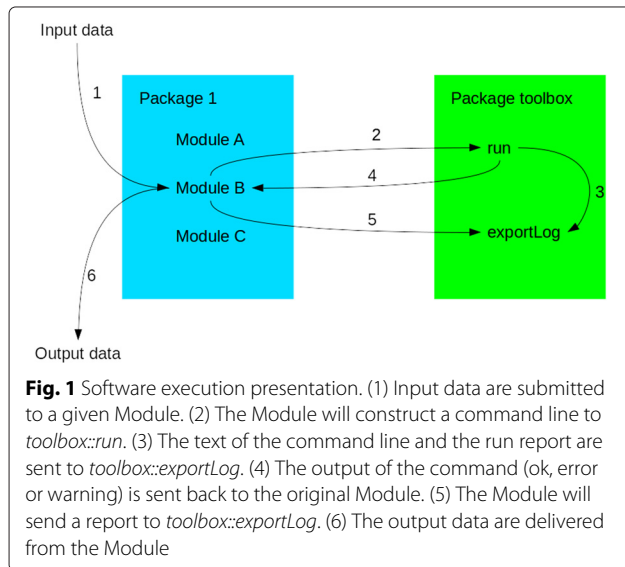 Input data
1
Package 1
Package toolbox
Module A
2
run
4
Module B
3
5
Module C
exportLog
6
Output data
Fig. 1 Software execution presentation. (1) Input data are submitted
to a given Module. (2) The Module will construct a command line to
toolbox::run. (3) The text of the command line and the run report are
sent to toolbox::exportLog. (4) The output of the command (ok, error
or warning) is sent back to the original Module. (5) The Module will
send a report to toolbox::exportLog. (6) The output data are delivered
from the Module